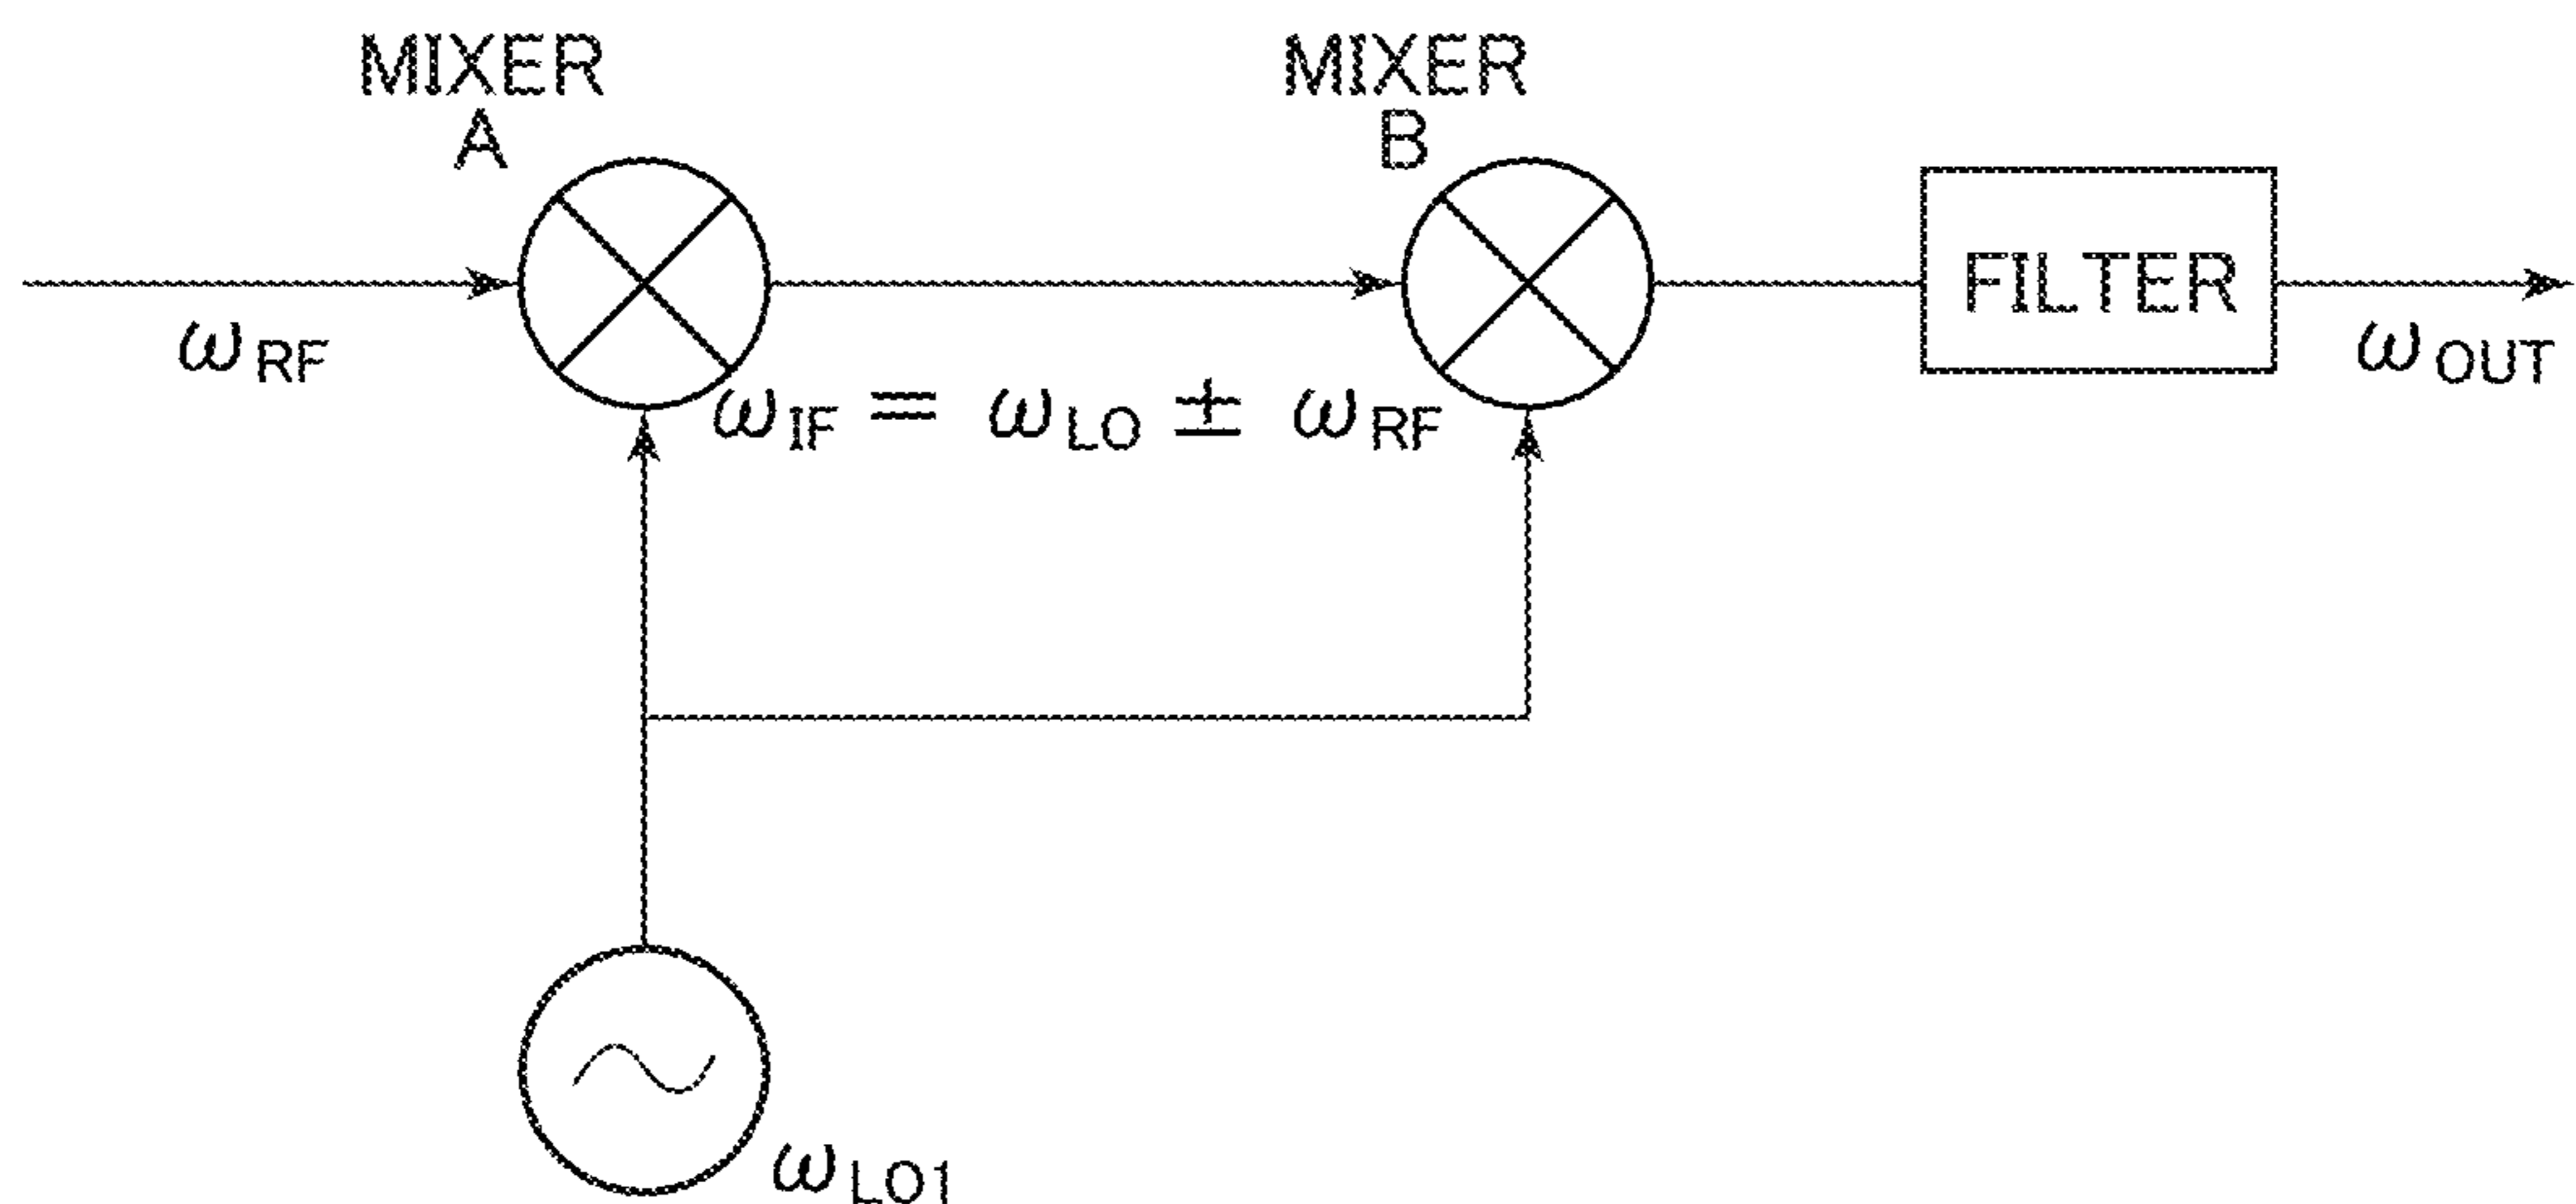 MIXER
A
MIXER
B
FILTER
ωRF
ωIF = ωLO ± ωRF
ωOUT
ωLO1